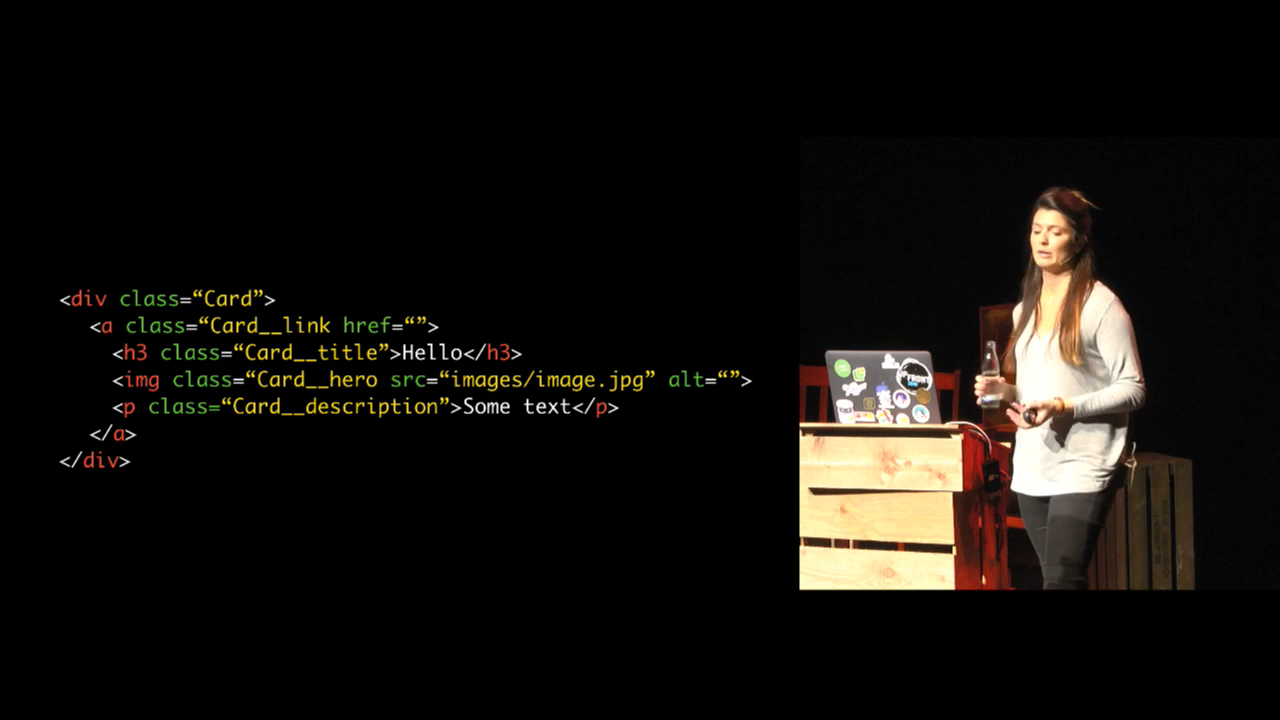 <div class=“Card”>
<a class=“Card__link href=“”>
<h3 class=“Card__title”>Hello</h3>
<img class=“Card__hero src=“images/image.jpg” alt=“”>
<p class=“Card__description”>Some text</p>
</a>
</div>
UPFRONT